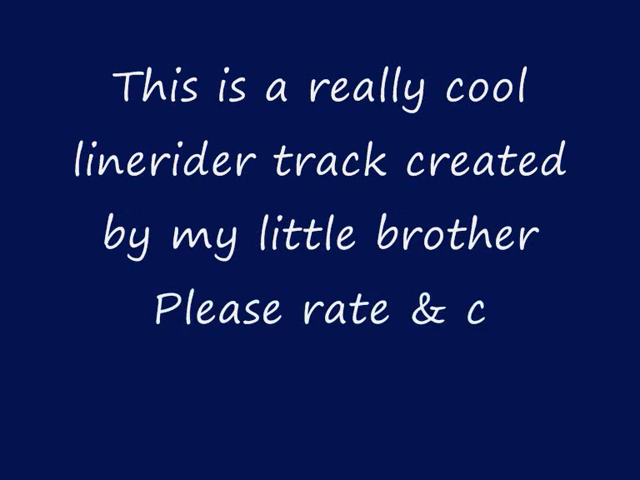 This is a really cool
linerider track created
by my little brother
Please rate & c